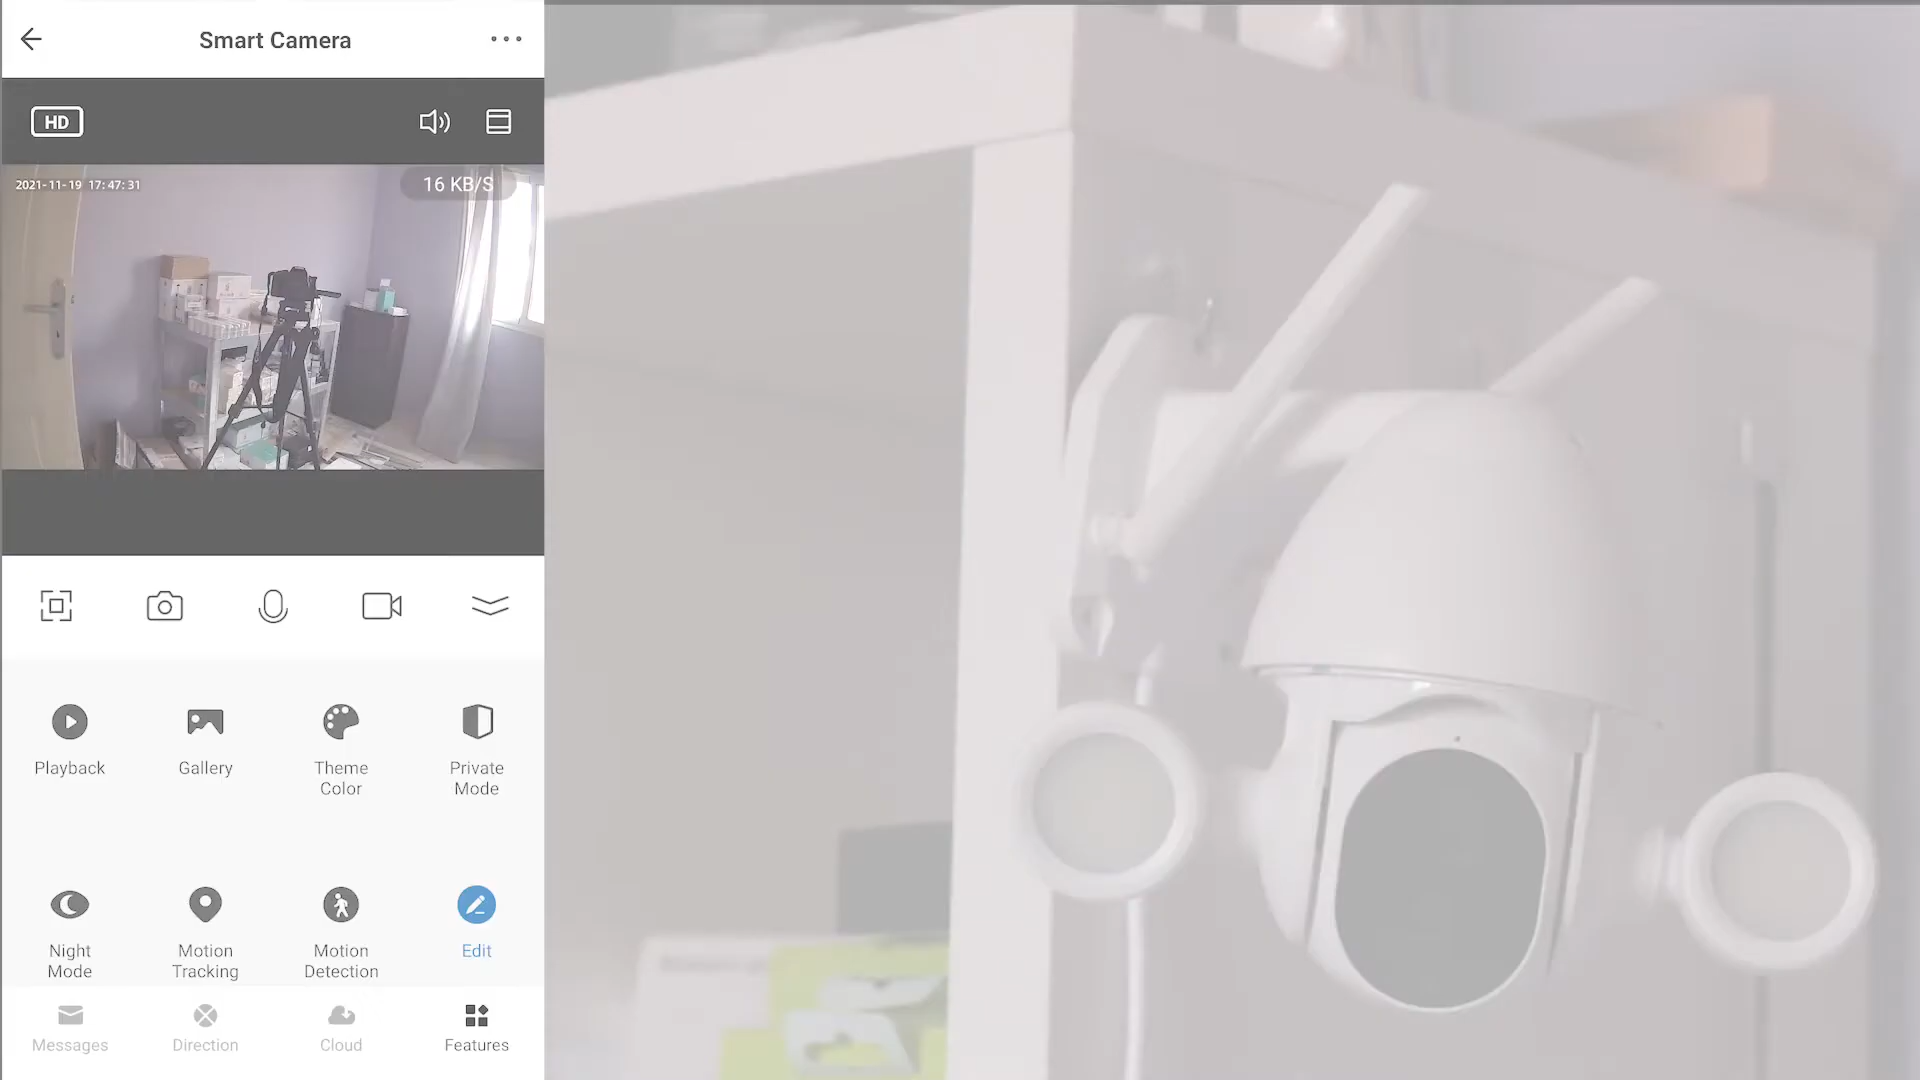 Smart Camera
HD
2021-11-19 17:47:31
16 KB/S
Playback
Gallery
Theme
Color
Private
Mode
Night
Mode
Motion
Tracking
Motion
Detection
Edit
Messages
Direction
Cloud
Features